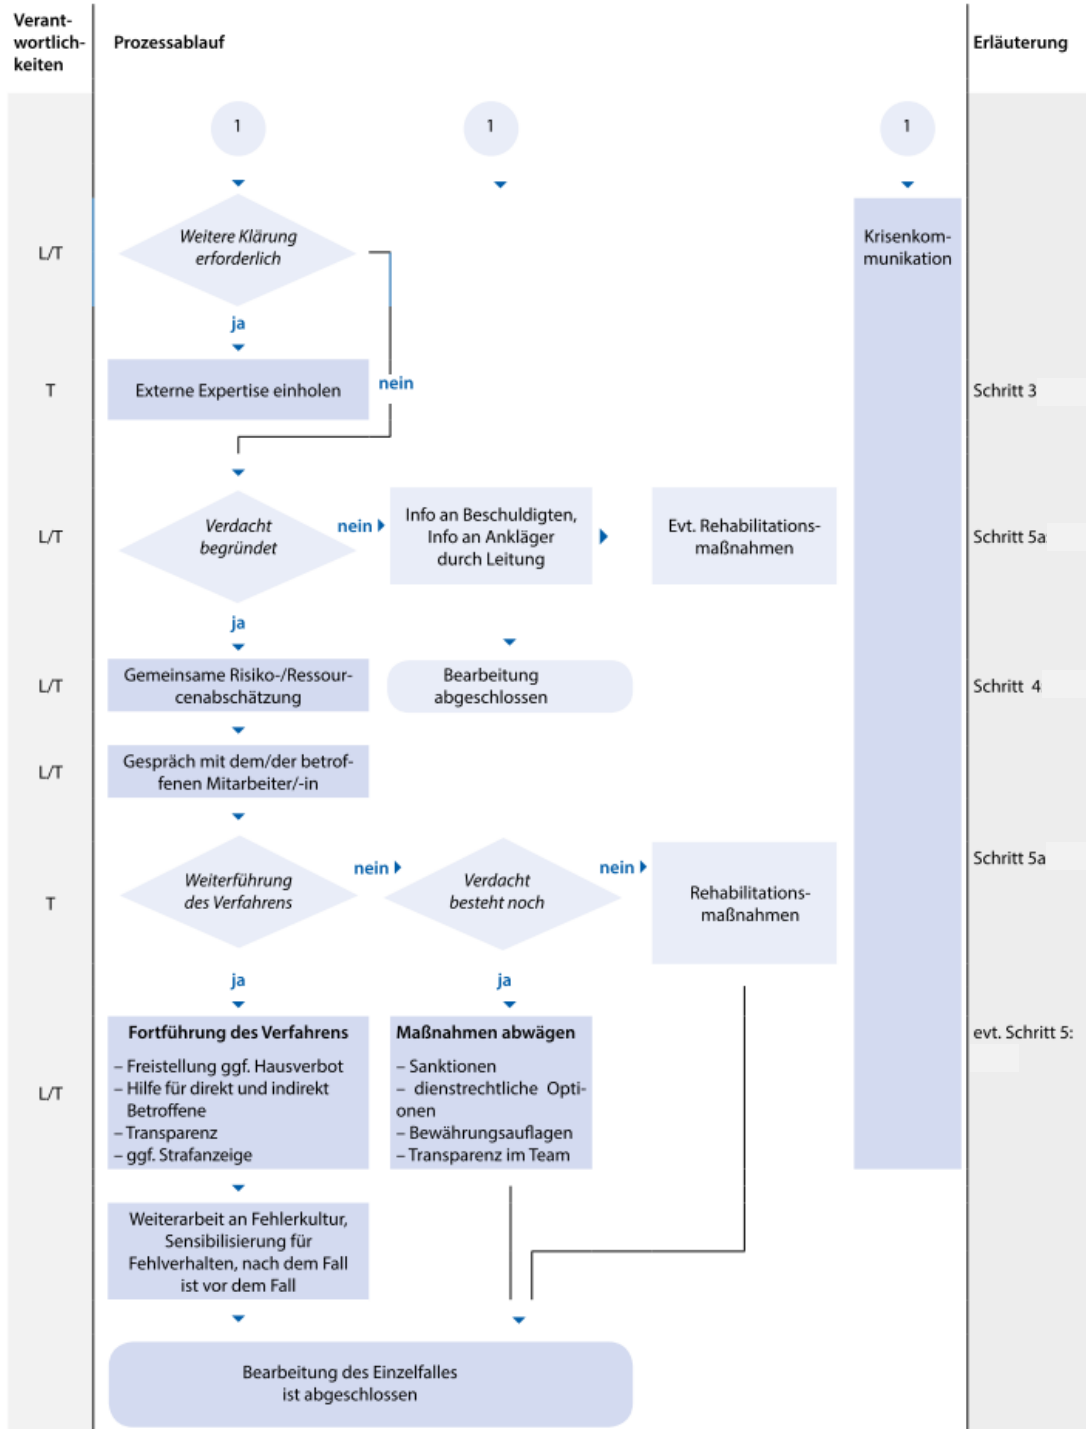 Verant-
wortlich-
keiten
Prozessablauf
Erläuterung
1
1
1
L/T
Weitere Klärung
erforderlich
Krisenkom-
munikation
ja
nein
T
Externe Expertise einholen
Schritt 3
L/T
Verdacht
begründet
nein
Info an Beschuldigten,
Info an Ankläger
durch Leitung
Evt. Rehabilitations-
maßnahmen
Schritt 5a
ja
L/T
Gemeinsame Risiko-/Ressour-
cenabschätzung
Bearbeitung
abgeschlossen
Schritt 4
L/T
Gespräch mit dem/der betrof-
fenen Mitarbeiter/-in
T
Weiterführung
des Verfahrens
nein
Verdacht
besteht noch
nein
Rehabilitations-
maßnahmen
Schritt 5a
ja
ja
L/T
Fortführung des Verfahrens
– Freistellung ggf. Hausverbot
– Hilfe für direkt und indirekt
Betroffene
– Transparenz
– ggf. Strafanzeige
Maßnahmen abwägen
– Sanktionen
– dienstrechtliche Opti-
onen
– Bewährungsauflagen
– Transparenz im Team
evt. Schritt 5:
Weiterarbeit an Fehlerkultur,
Sensibilisierung für
Fehlverhalten, nach dem Fall
ist vor dem Fall
Bearbeitung des Einzelfalles
ist abgeschlossen